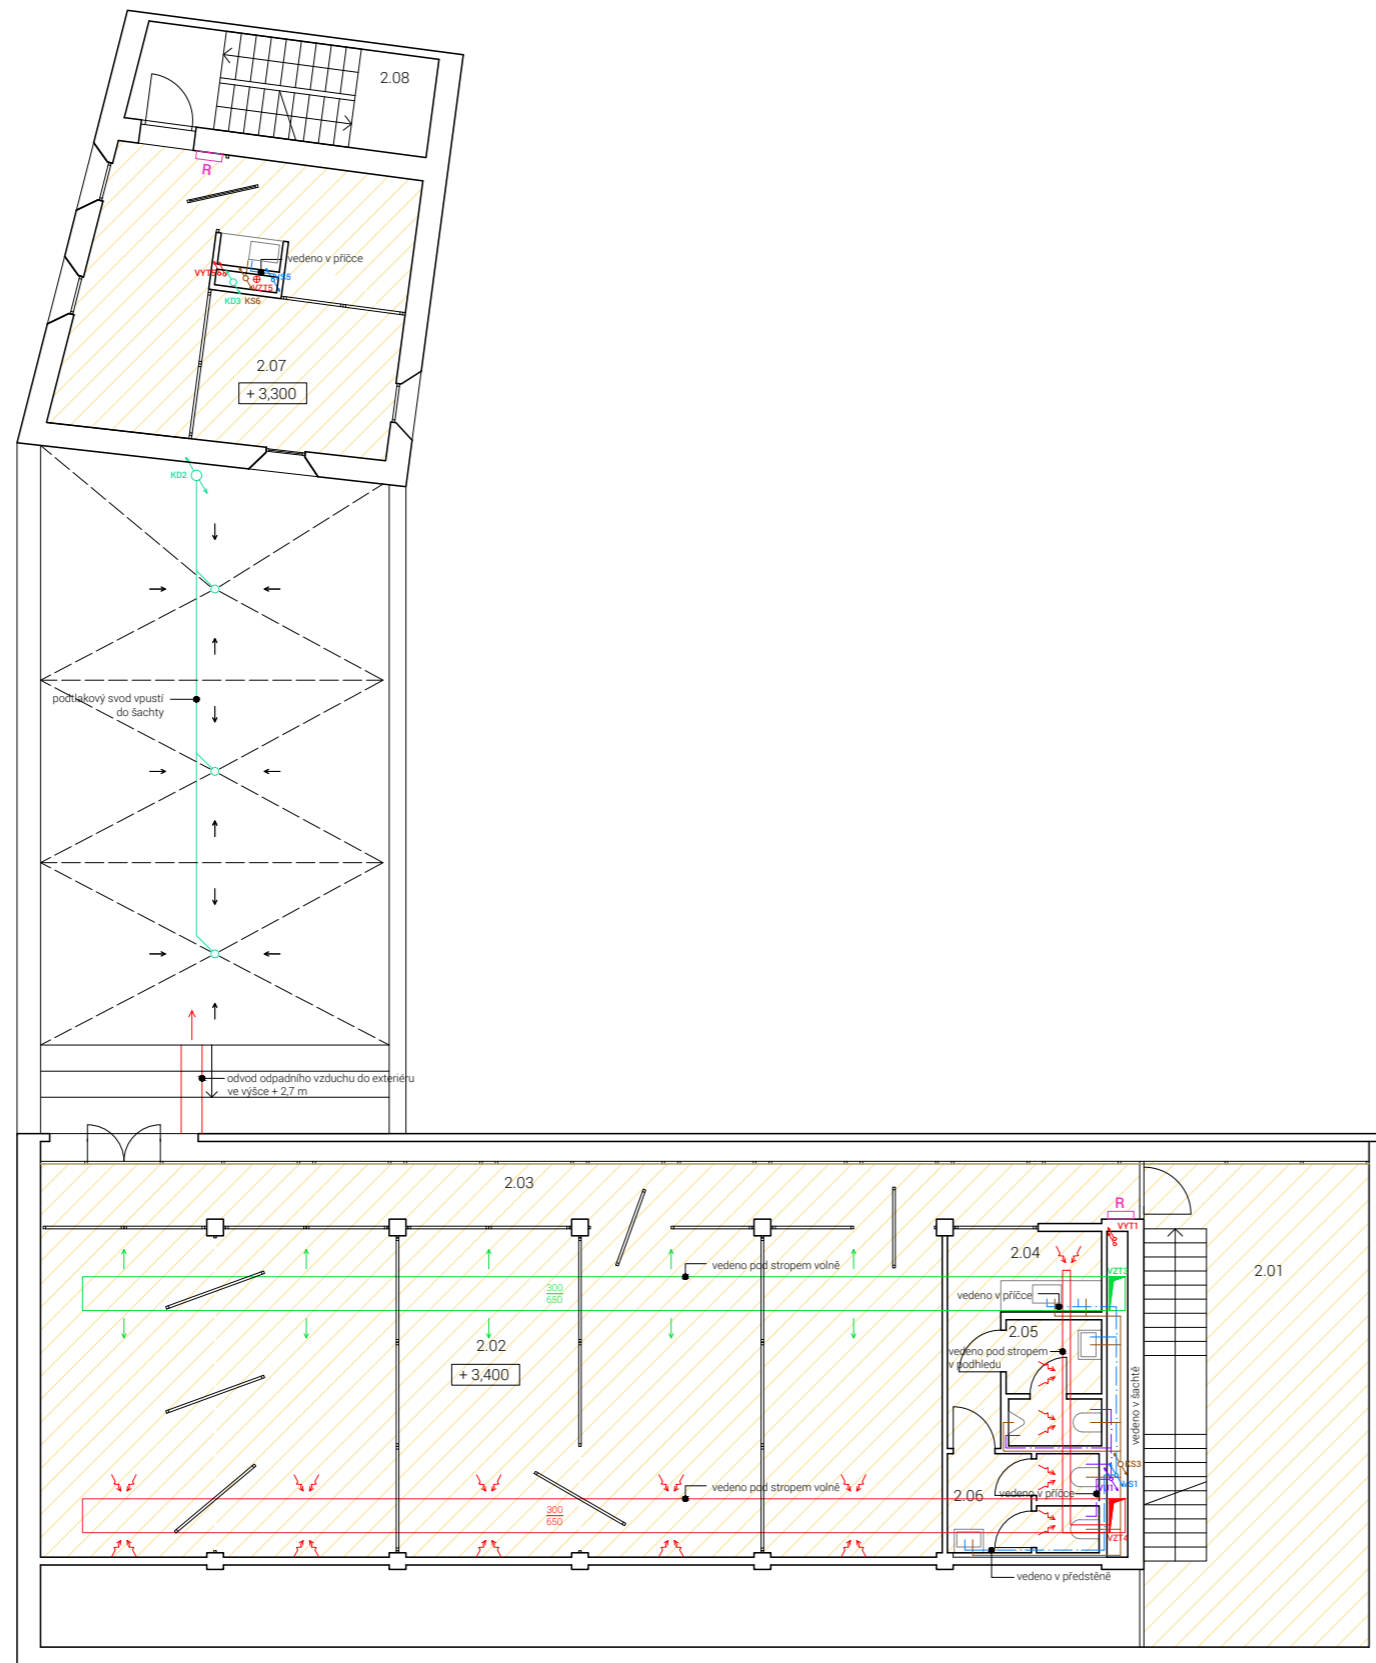 2.08
R
vedeno v příčce
VZT5
KD3
KS6
2.07
+ 3,300
KD2
podtlakový svod vpustí
do šachty
odvod odpadního vzduchu do exteriéru
ve výšce + 2,7 m
2.03
R
VYT1
2.04
2.01
vedeno pod stropem volně
VZT3
300
650
vedeno v příčce
2.05
2.02
vedeno pod stropem
v podhledu
+ 3,400
vedeno v šachtě
KS3
vedeno pod stropem volně
2.06
vedeno v příčce
300
650
VZT4
vedeno v předstěně